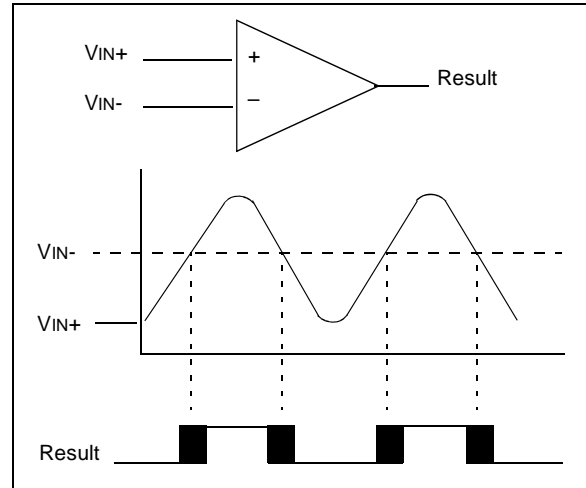 VIN+
+
Result
VIN-
–
VIN-
VIN+
Result